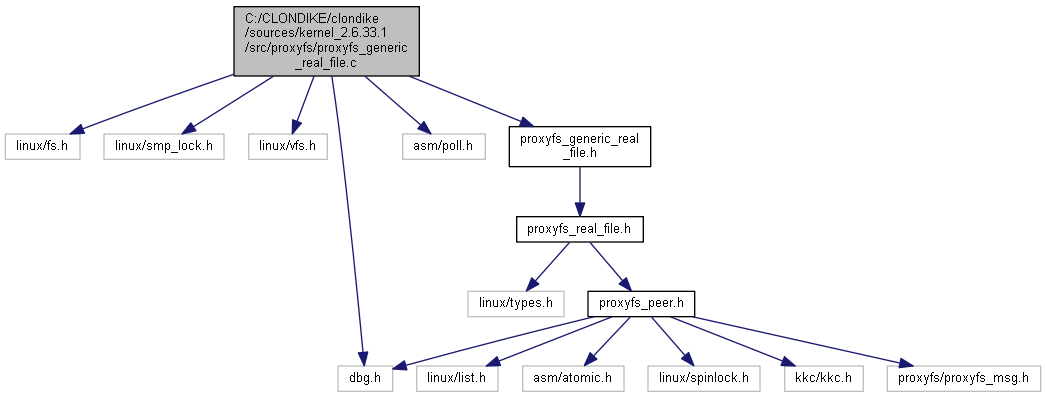 C:/CLONDIKE/clondike
/sources/kernel_2.6.33.1
/src/proxyfs/proxyfs_generic
_real_file.c
linux/fs.h
linux/smp_lock.h
linux/vfs.h
asm/poll.h
proxyfs_generic_real
_file.h
proxyfs_real_file.h
linux/types.h
proxyfs_peer.h
dbg.h
linux/list.h
asm/atomic.h
linux/spinlock.h
kkc/kkc.h
proxyfs/proxyfs_msg.h